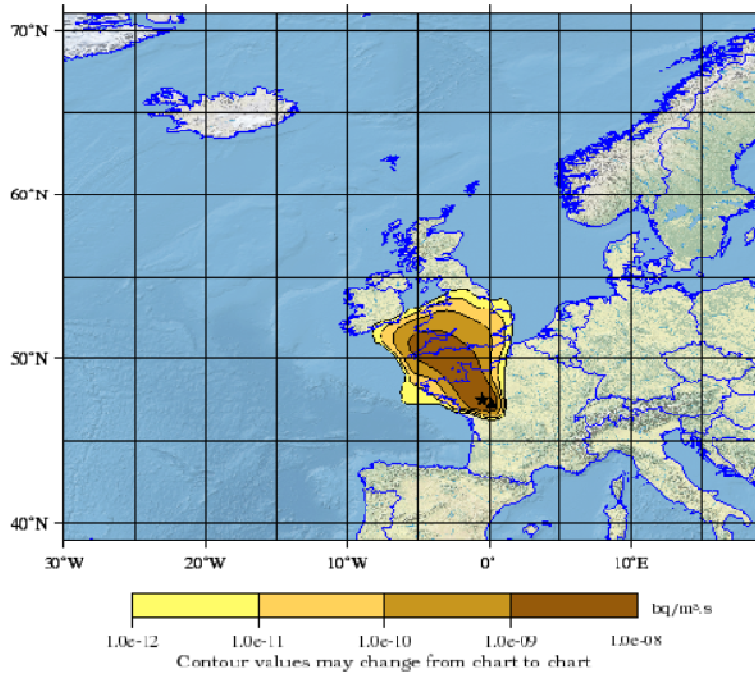 70°N
60°N
50°N
40°N
30°W 20°W 10°W 0° 10°E
bq/m³.s
1.0e-12 1.0e-11 1.0e-10 1.0e-09 1.0e-08
Contour values may change from chart to chart